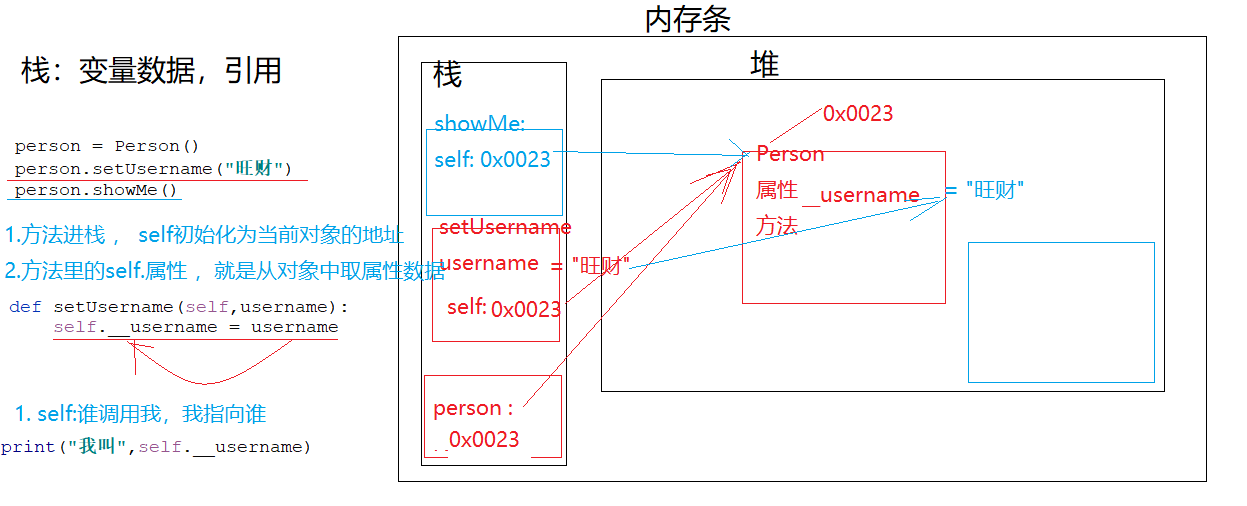 内存条
栈：变量数据，引用
person = Person()
person.setUsername("旺财")
person.showMe()
1.方法进栈 ， self初始化为当前对象的地址
2.方法里的self.属性 ，就是从对象中取属性数据
def setUsername(self,username):
self.__username = username
1. self:谁调用我，我指向谁
print("我叫",self.__username)
栈
showMe:
self: 0x0023
setUsername
username = "旺财"
self: 0x0023
person :
0x0023
堆
0x0023
Person
属性 __username = "旺财"
方法